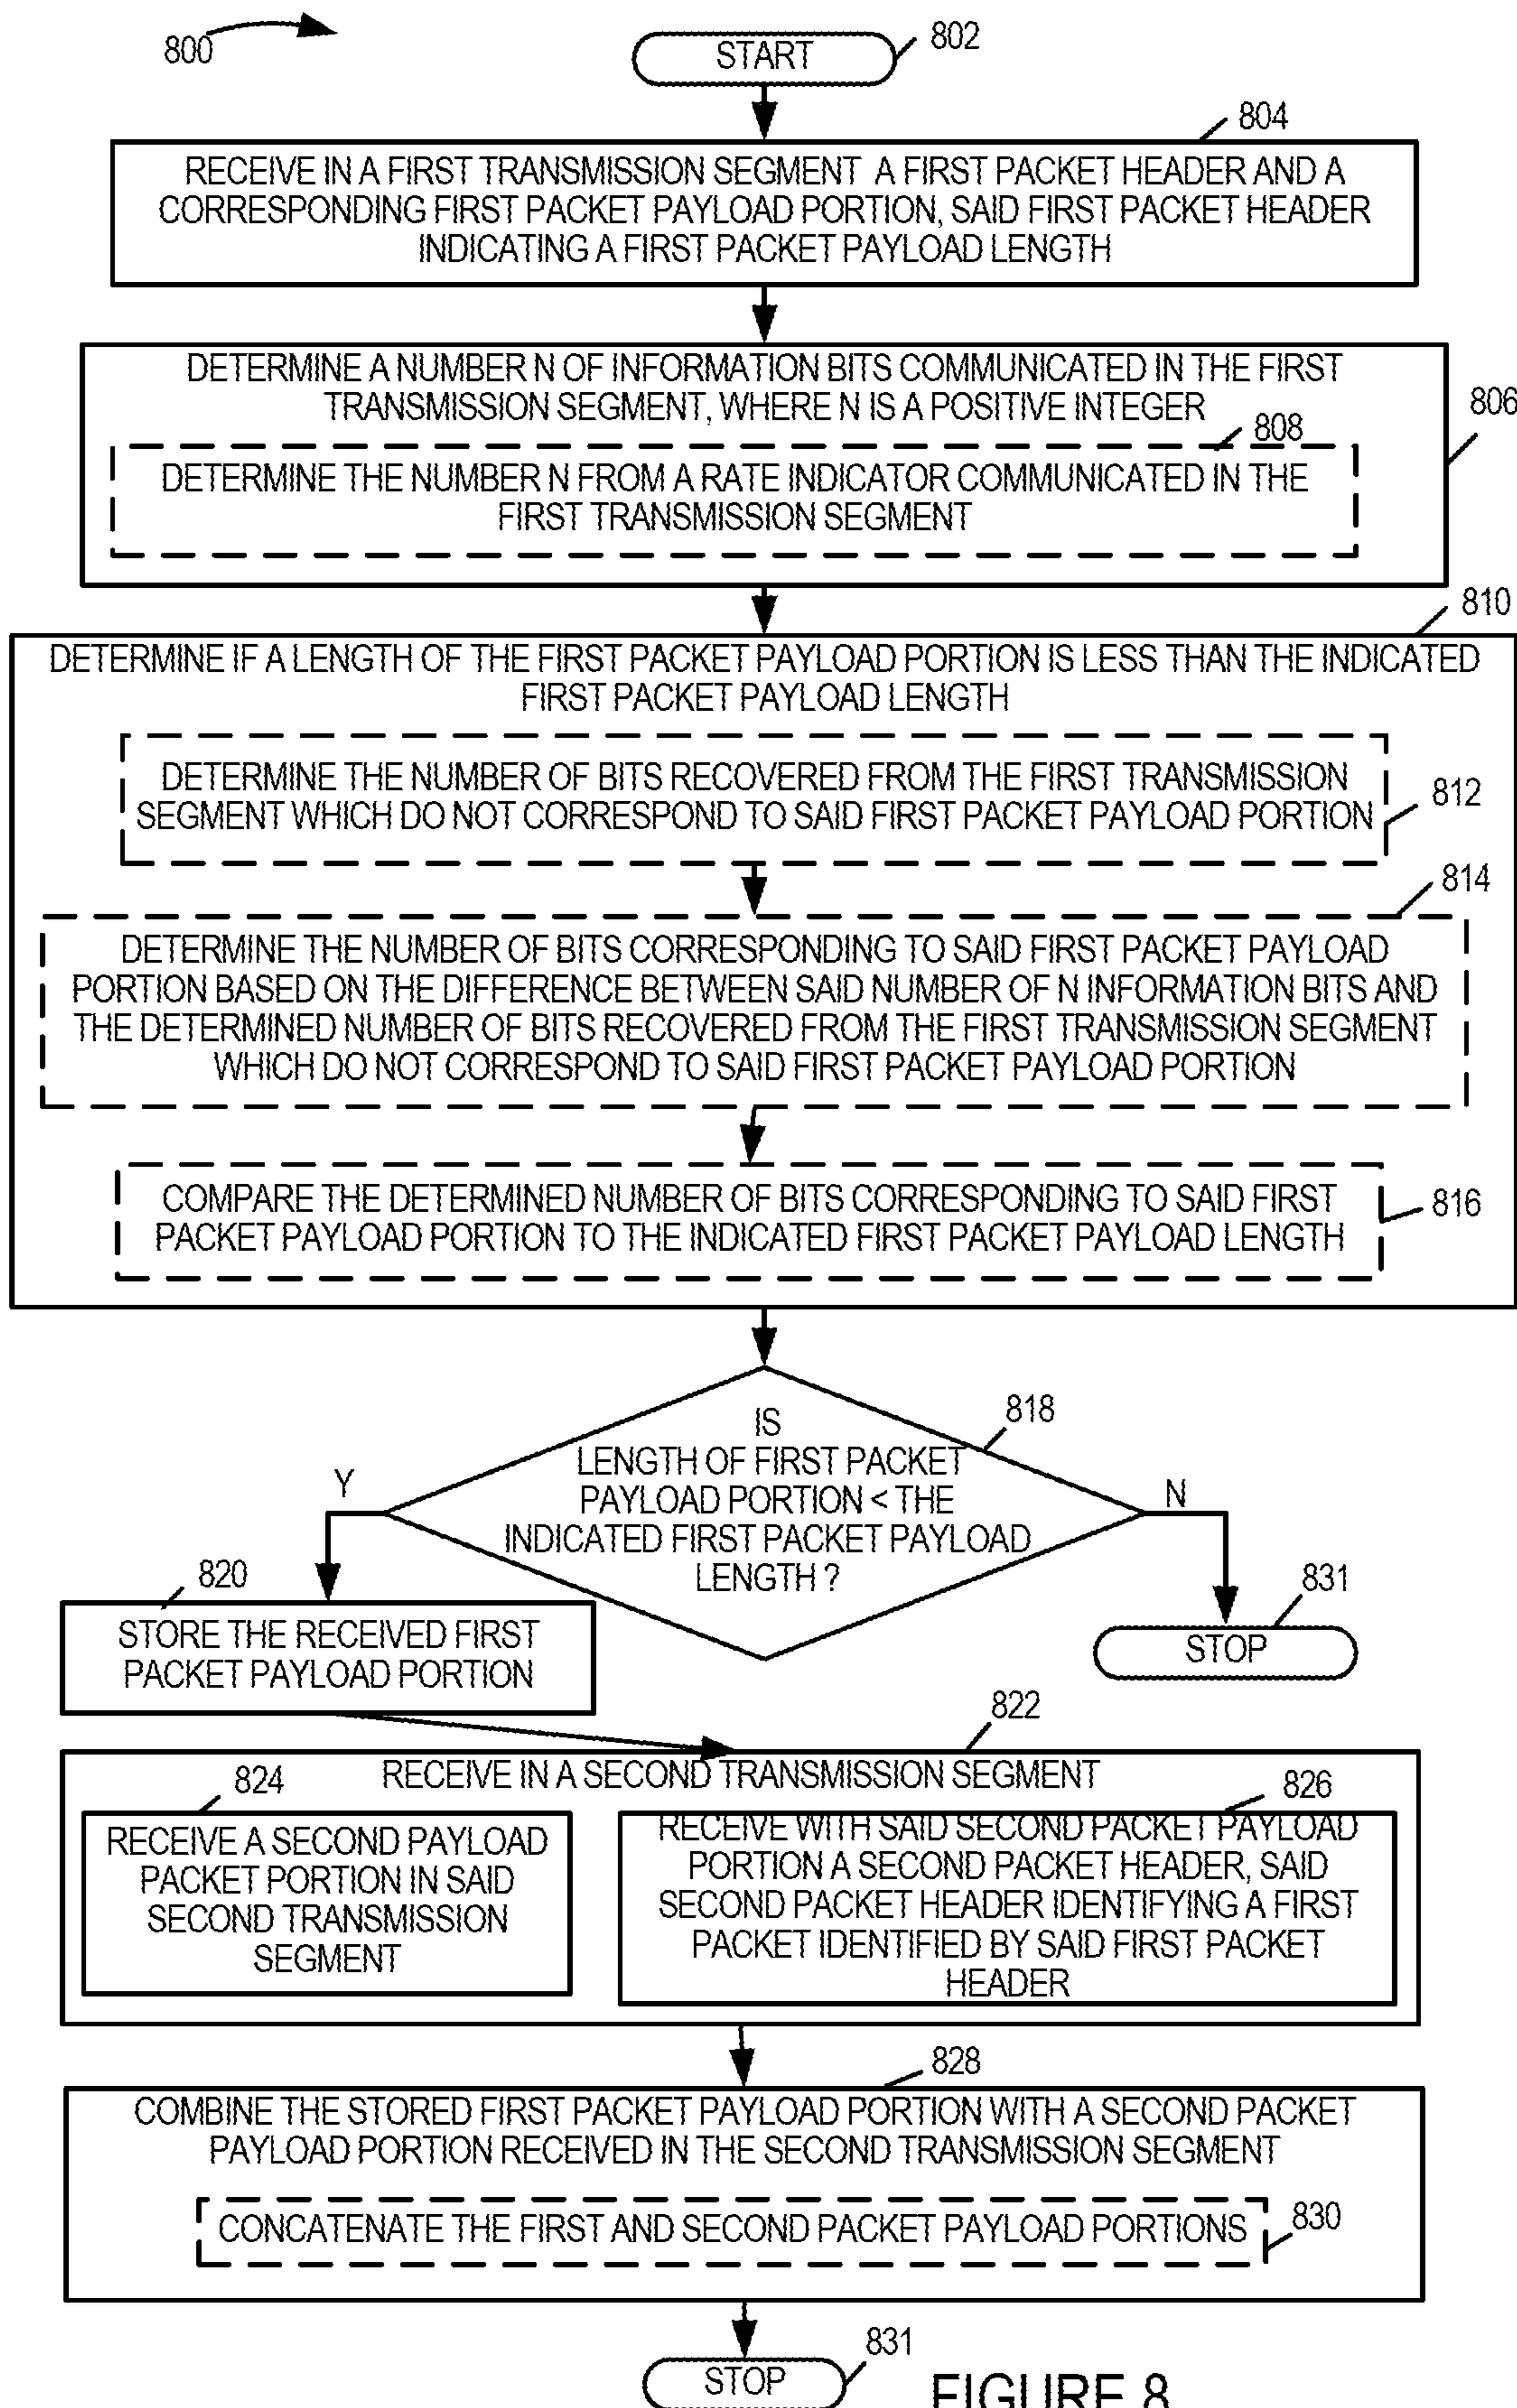 800
START
802
804
RECEIVE IN A FIRST TRANSMISSION SEGMENT A FIRST PACKET HEADER AND A
CORRESPONDING FIRST PACKET PAYLOAD PORTION, SAID FIRST PACKET HEADER
INDICATING A FIRST PACKET PAYLOAD LENGTH
DETERMINE A NUMBER N OF INFORMATION BITS COMMUNICATED IN THE FIRST
TRANSMISSION SEGMENT, WHERE N IS A POSITIVE INTEGER
806
808
DETERMINE THE NUMBER N FROM A RATE INDICATOR COMMUNICATED IN THE
FIRST TRANSMISSION SEGMENT
810
DETERMINE IF A LENGTH OF THE FIRST PACKET PAYLOAD PORTION IS LESS THAN THE INDICATED
FIRST PACKET PAYLOAD LENGTH
DETERMINE THE NUMBER OF BITS RECOVERED FROM THE FIRST TRANSMISSION
SEGMENT WHICH DO NOT CORRESPOND TO SAID FIRST PACKET PAYLOAD PORTION
812
814
DETERMINE THE NUMBER OF BITS CORRESPONDING TO SAID FIRST PACKET PAYLOAD
PORTION BASED ON THE DIFFERENCE BETWEEN SAID NUMBER OF N INFORMATION BITS AND
THE DETERMINED NUMBER OF BITS RECOVERED FROM THE FIRST TRANSMISSION SEGMENT
WHICH DO NOT CORRESPOND TO SAID FIRST PACKET PAYLOAD PORTION
COMPARE THE DETERMINED NUMBER OF BITS CORRESPONDING TO SAID FIRST
PACKET PAYLOAD PORTION TO THE INDICATED FIRST PACKET PAYLOAD LENGTH
816
818
IS
LENGTH OF FIRST PACKET
PAYLOAD PORTION < THE
INDICATED FIRST PACKET PAYLOAD
LENGTH ?
Y
N
820
STORE THE RECEIVED FIRST
PACKET PAYLOAD PORTION
831
STOP
822
RECEIVE IN A SECOND TRANSMISSION SEGMENT
824
RECEIVE A SECOND PAYLOAD
PACKET PORTION IN SAID
SECOND TRANSMISSION
SEGMENT
826
RECEIVE WITH SAID SECOND PACKET PAYLOAD
PORTION A SECOND PACKET HEADER, SAID
SECOND PACKET HEADER IDENTIFYING A FIRST
PACKET IDENTIFIED BY SAID FIRST PACKET
HEADER
828
COMBINE THE STORED FIRST PACKET PAYLOAD PORTION WITH A SECOND PACKET
PAYLOAD PORTION RECEIVED IN THE SECOND TRANSMISSION SEGMENT
CONCATENATE THE FIRST AND SECOND PACKET PAYLOAD PORTIONS
830
831
STOP
FIGURE 8